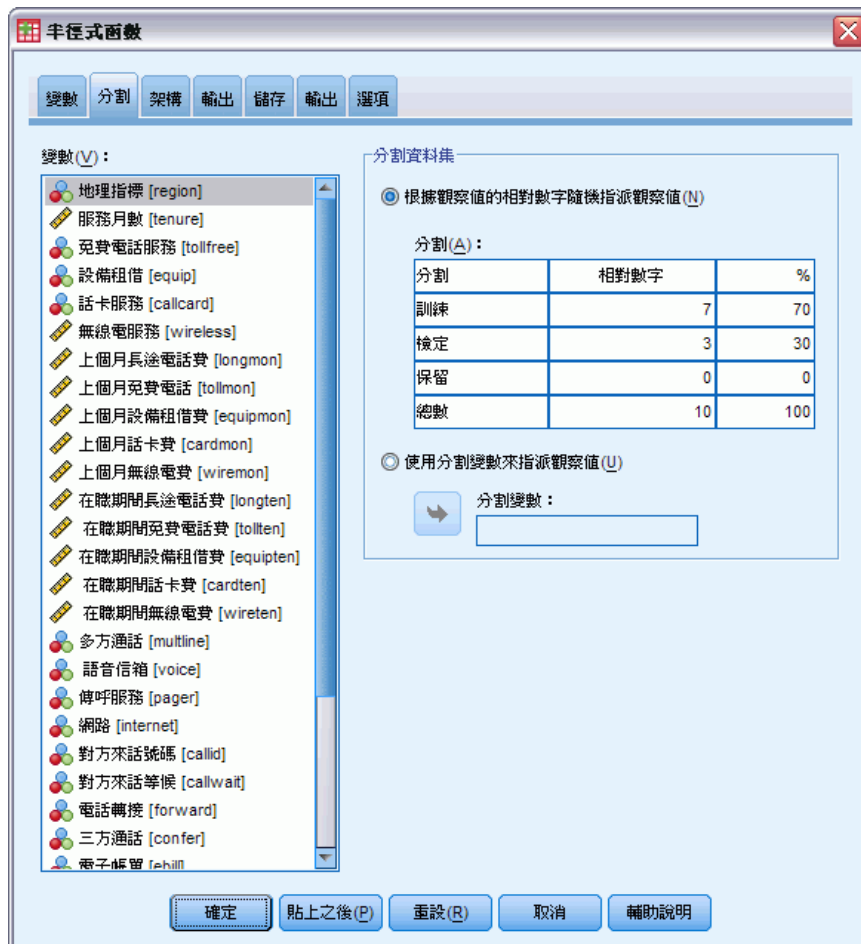 半徑式函數
變數 分割 架構 輸出 儲存 輸出 選項
變數(V)：
地理指標 [region]
服務月數 [tenure]
免費電話服務 [tollfree]
設備租借 [equip]
話卡服務 [callcard]
無線電服務 [wireless]
上個月長途電話費 [longmon]
上個月免費電話 [tollmon]
上個月設備租借費 [equipmon]
上個月話卡費 [cardmon]
上個月無線電費 [wiremon]
在職期間長途電話費 [longten]
在職期間免費電話費 [tollten]
在職期間設備租借費 [equipten]
在職期間話卡費 [cardten]
在職期間無線電費 [wireten]
多方通話 [multline]
語音信箱 [voice]
傳呼服務 [pager]
網路 [internet]
對方來話號碼 [callid]
對方來話等候 [callwait]
電話轉接 [forward]
三方通話 [confer]
電子帳單 [ebill]
分割資料集
根據觀察值的相對數字隨機指派觀察值(N)
分割(A)：
分割 相對數字 %
訓練 7 70
檢定 3 30
保留 0 0
總數 10 100
使用分割變數來指派觀察值(U)
分割變數：
確定 貼上之後(P) 重設(R) 取消 輔助說明